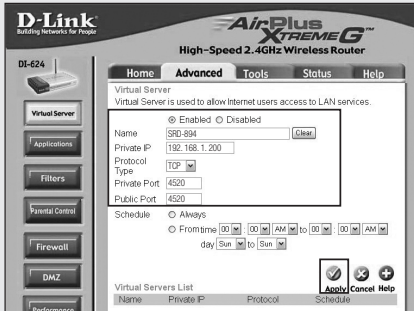 D-Link
Building Networks for People
AirPlus
XTREME G™
High-Speed 2.4GHz Wireless Router
DI-624
Home Advanced Tools Status Help
Virtual Server
Applications
Filters
Parental Control
Firewall
DMZ
Performance
Virtual Server
Virtual Server is used to allow Internet users access to LAN services.
Enabled Disabled
Name SRD-894 Clear
Private IP 192. 168. 1. 200
Protocol
Type TCP
Private Port 4520
Public Port 4520
Schedule Always
From time 00 : 00 AM to 00 : 00 AM
day Sun to Sun
Apply Cancel Help
Virtual Servers List
Name Private IP Protocol Schedule